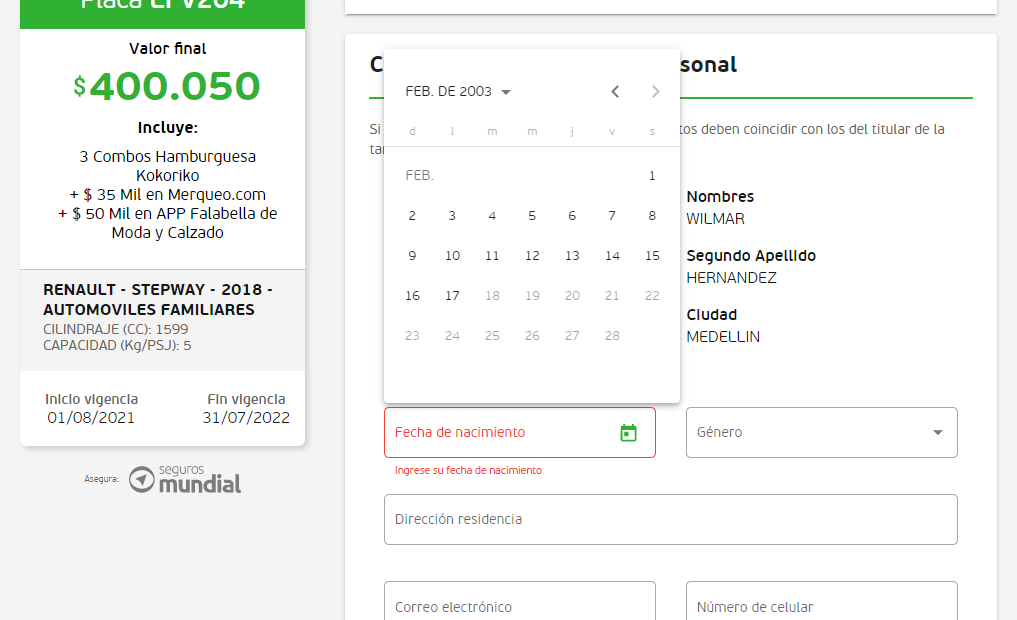 Placa
Valor final
$400.050
Incluye:
3 Combos Hamburguesa
Kokoriko
+ $ 35 Mil en Merqueo.com
+ $ 50 Mil en APP Falabella de
Moda y Calzado
RENAULT - STEPWAY - 2018 -
AUTOMOVILES FAMILIARES
CILINDRAJE (CC): 1599
CAPACIDAD (Kg/PSJ): 5
Inicio vigencia Fin vigencia
01/08/2021 31/07/2022
Asegura: seguros
mundial
sonal
Si tos deben coincidir con los del titular de la
FEB. DE 2003
d l m m j v s
FEB. 1
2 3 4 5 6 7 8
9 10 11 12 13 14 15
16 17 18 19 20 21 22
23 24 25 26 27 28
Nombres
WILMAR
Segundo Apellido
HERNANDEZ
Ciudad
MEDELLIN
Fecha de nacimiento
Ingrese su fecha de nacimiento
Género
Dirección residencia
Correo electrónico
Número de celular